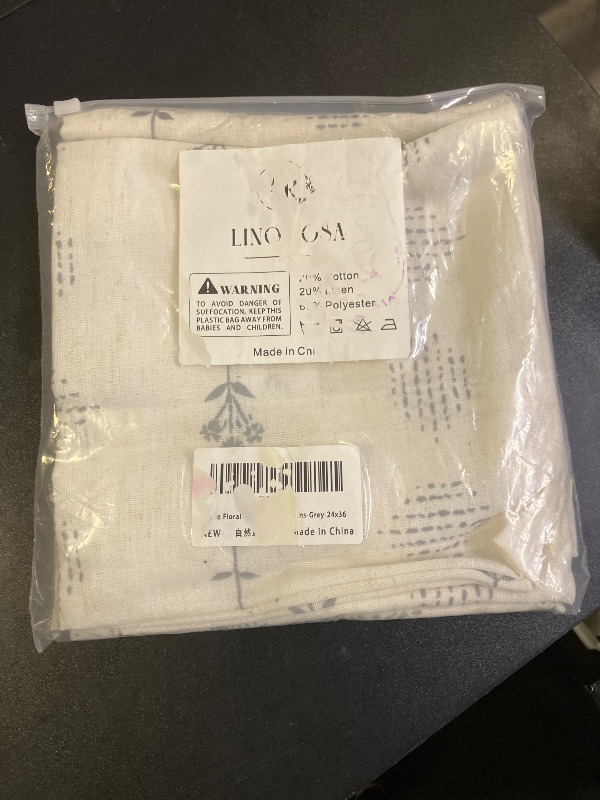 LINO OSA
WARNING
TO AVOID DANGER OF
SUFFOCATION, KEEP THIS
PLASTIC BAG AWAY FROM
BABIES AND CHILDREN.
Cotton
20% Linen
Polyester
Made in
Floral ns-Grey-24x36
NEW 自然 Made in China